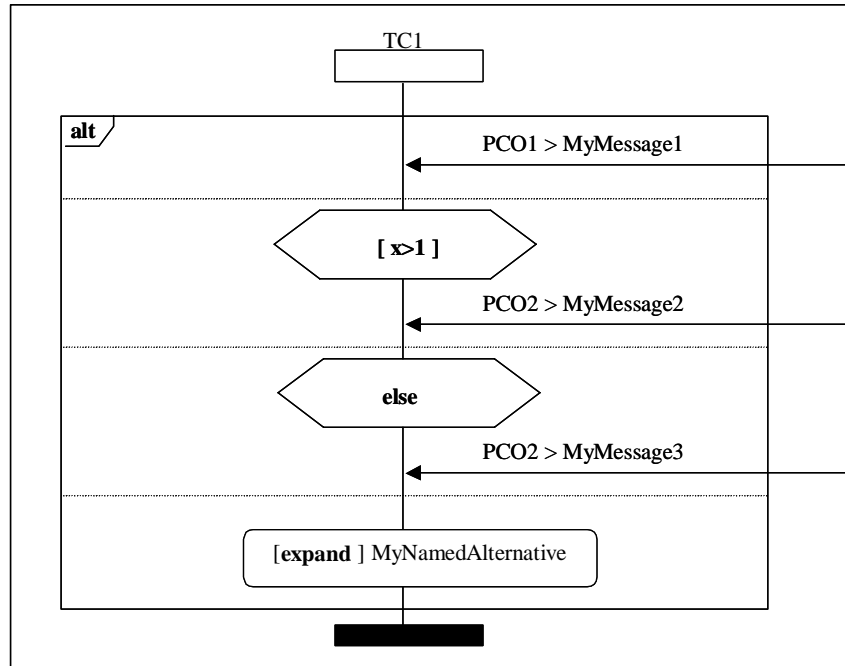 TC1
alt
PCO1 > MyMessage1
[ x>1 ]
PCO2 > MyMessage2
else
PCO2 > MyMessage3
[expand ] MyNamedAlternative